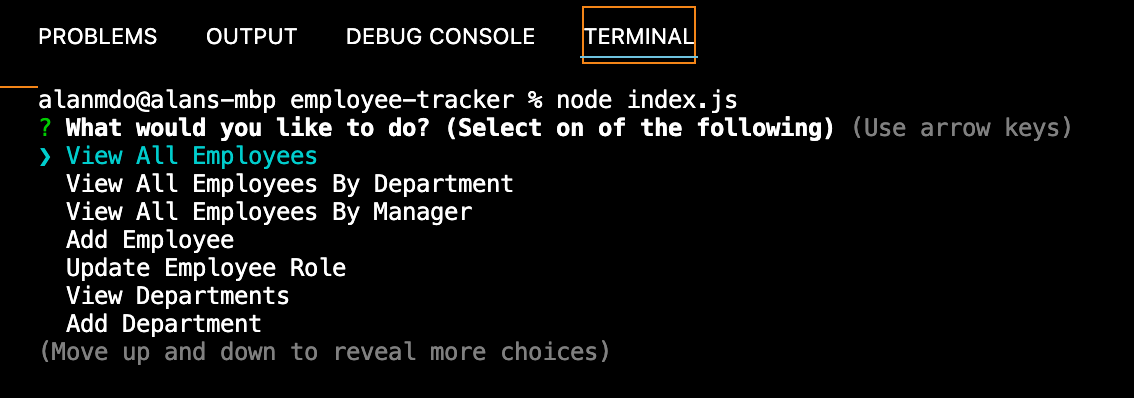 PROBLEMS OUTPUT DEBUG CONSOLE TERMINAL
alanmdo@alans-mbp employee-tracker % node index.js
? What would you like to do? (Select on of the following) (Use arrow keys)
❯ View All Employees
View All Employees By Department
View All Employees By Manager
Add Employee
Update Employee Role
View Departments
Add Department
(Move up and down to reveal more choices)